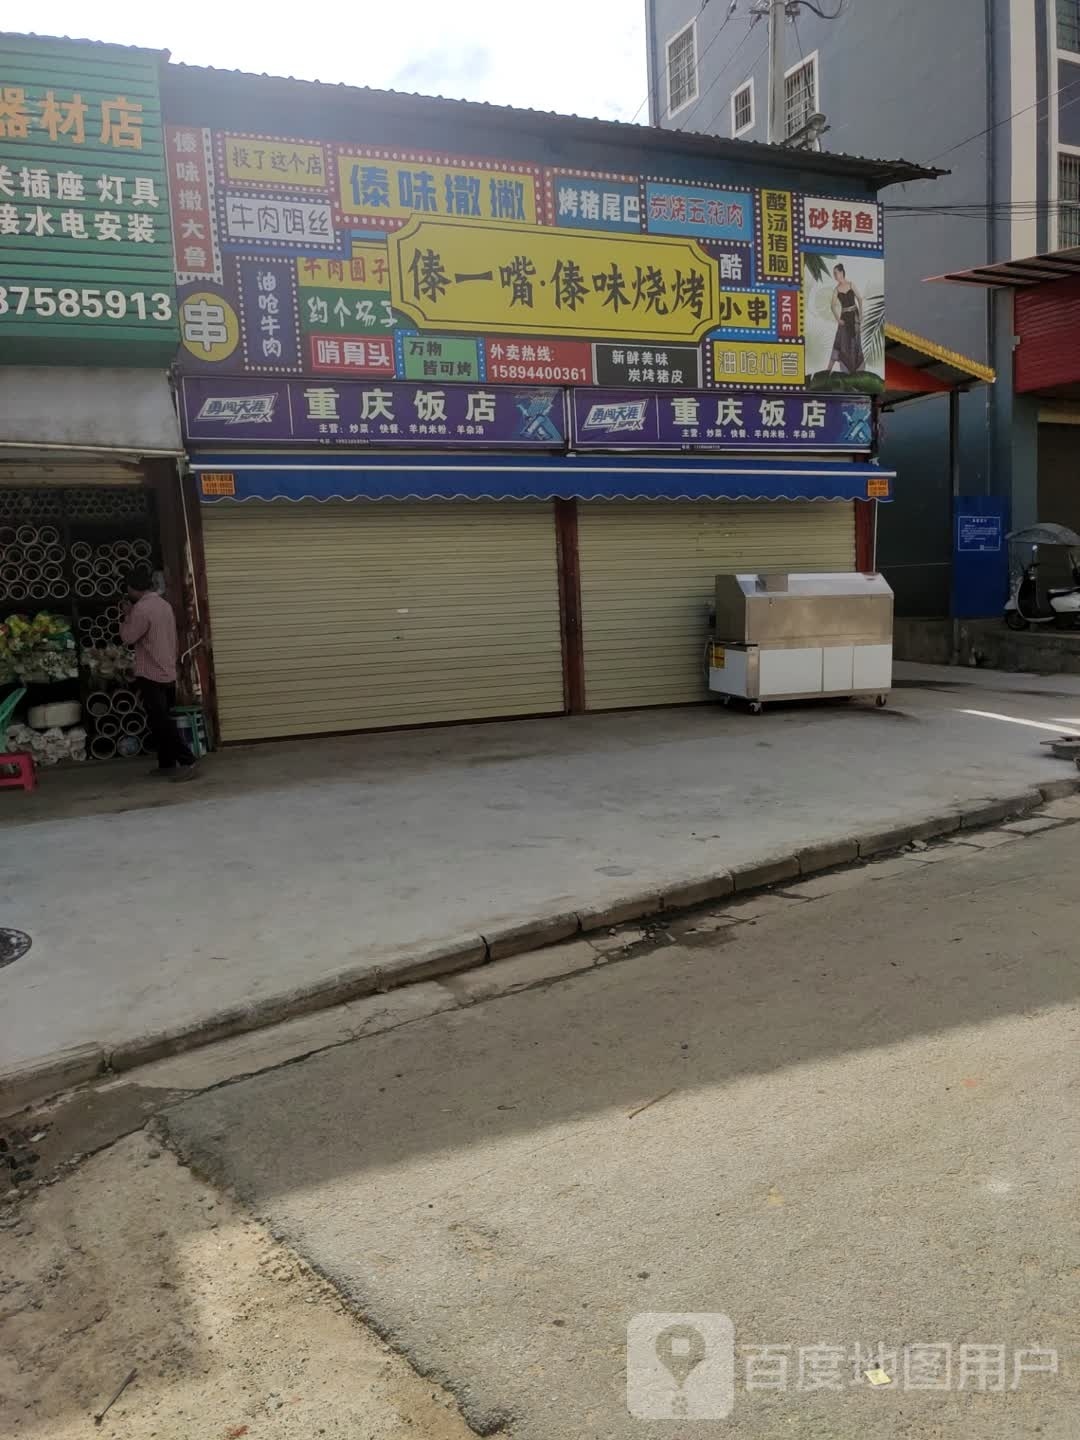 器材店
关插座 灯具
接水电安装
87585913
傣味撒大鲁
投了这个店
傣味撒撇
烤猪尾巴
炭烤五花肉
酸汤猪脑
砂锅鱼
牛肉饵丝
油呛牛肉
牛肉圆子
傣一嘴·傣味烧烤
酷
小串
NICE
串
约个场子
啃骨头
万物
皆可烤
外卖热线:
15894400361
新鲜美味
炭烤猪皮
油呛心管
勇闯天涯
重庆饭店
主营:炒菜、快餐、羊肉米粉、羊杂汤
勇闯天涯
重庆饭店
主营:炒菜、快餐、羊肉米粉、羊杂汤
百度地图用户